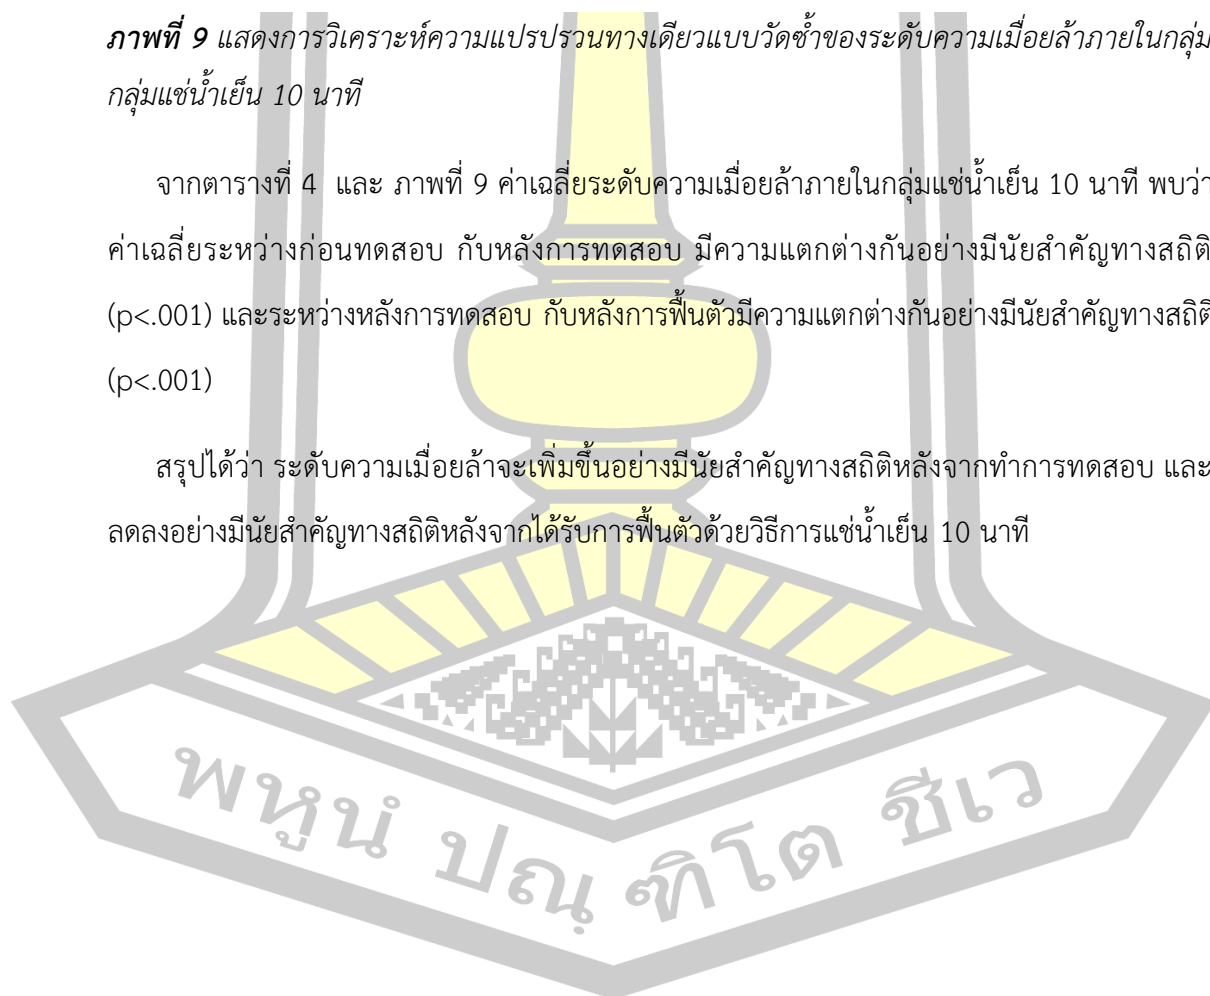 ภาพที่ 9 แสดงการวิเคราะห์ความแปรปรวนทางเดียวแบบวัดซ้ำของระดับความเมื่อยล้าภายในกลุ่ม
กลุ่มแช่น้ำเย็น 10 นาที
จากตารางที่ 4 และ ภาพที่ 9 ค่าเฉลี่ยระดับความเมื่อยล้าภายในกลุ่มแช่น้ำเย็น 10 นาที พบว่า
ค่าเฉลี่ยระหว่างก่อนทดสอบ กับหลังการทดสอบ มีความแตกต่างกันอย่างมีนัยสำคัญทางสถิติ
(p<.001) และระหว่างหลังการทดสอบ กับหลังการฟื้นตัวมีความแตกต่างกันอย่างมีนัยสำคัญทางสถิติ
(p<.001)
สรุปได้ว่า ระดับความเมื่อยล้าจะเพิ่มขึ้นอย่างมีนัยสำคัญทางสถิติหลังจากทำการทดสอบ และ
ลดลงอย่างมีนัยสำคัญทางสถิติหลังจากได้รับการฟื้นตัวด้วยวิธีการแช่น้ำเย็น 10 นาที
พหูนํ ปณฺ ฑิโต ชีเว